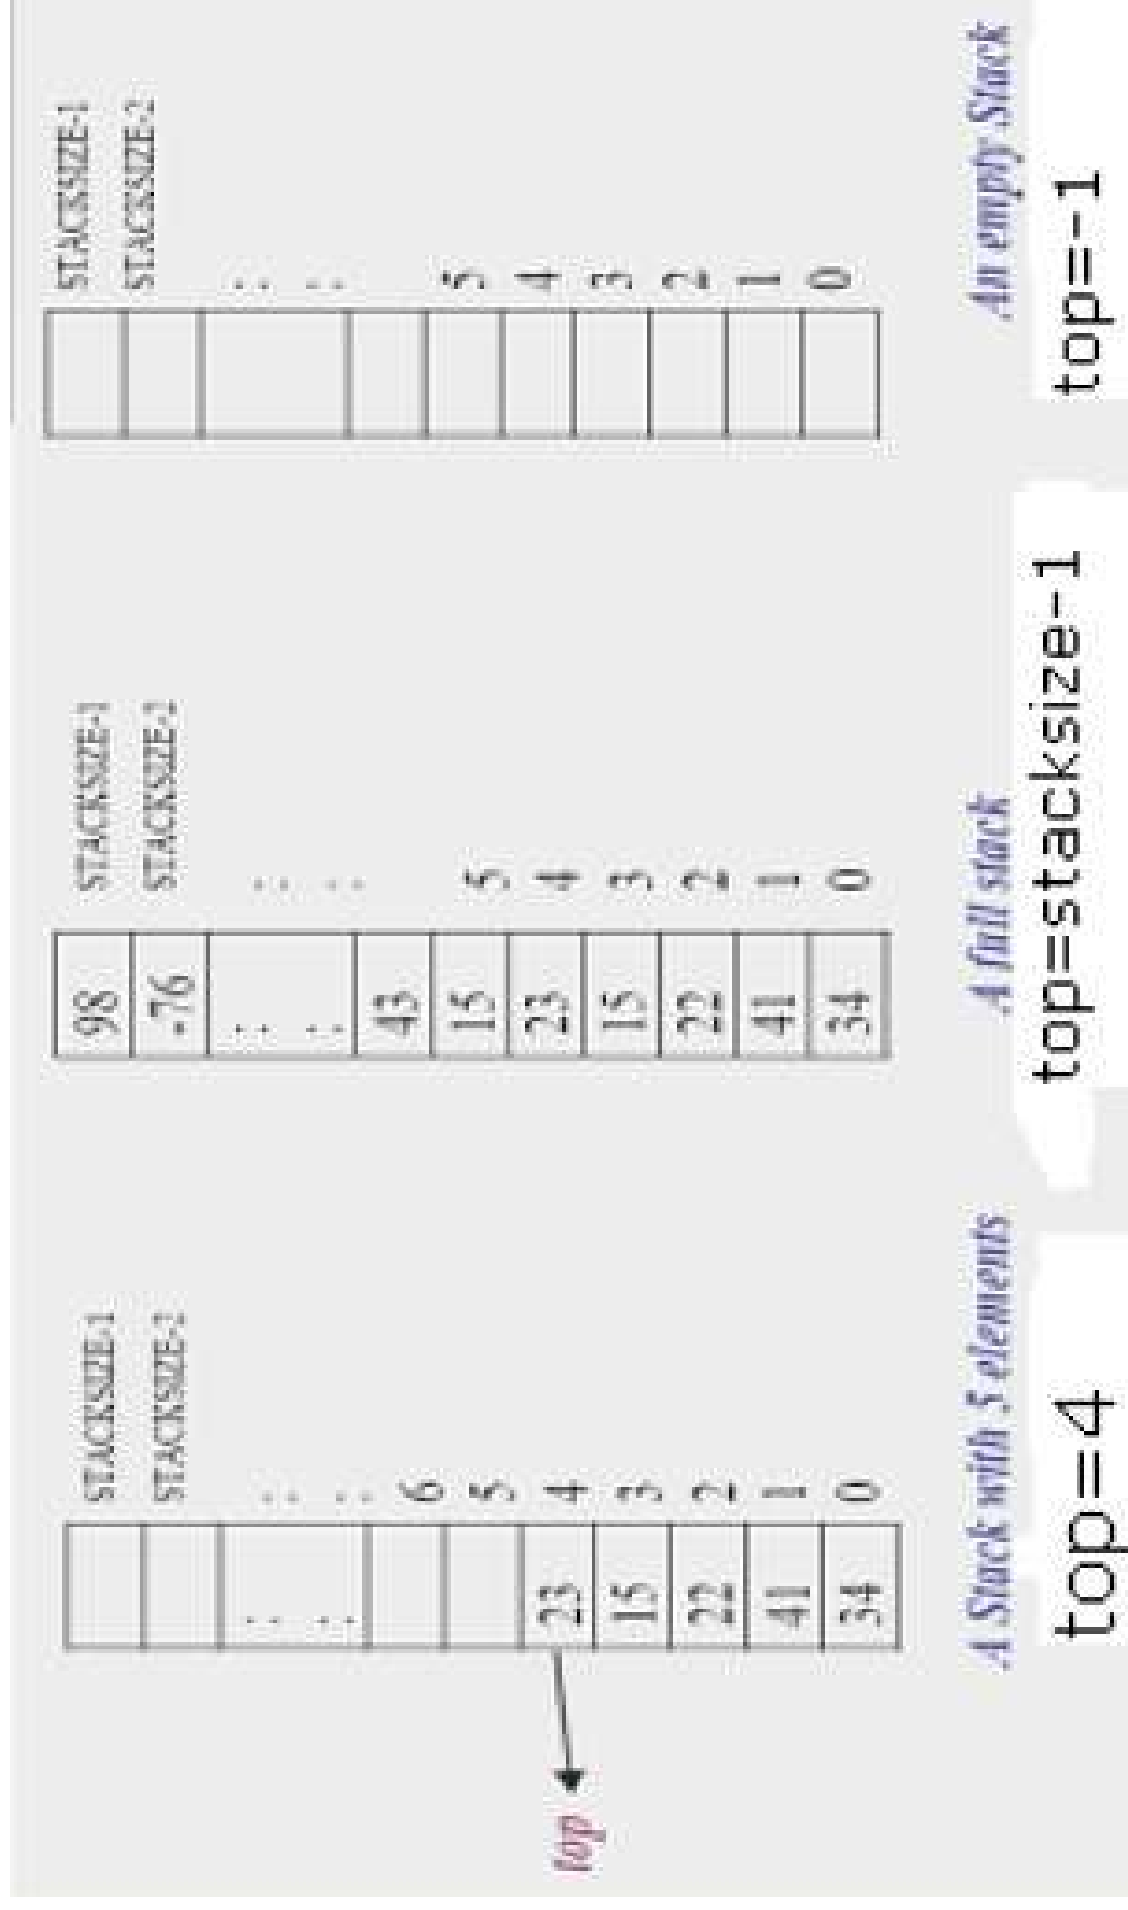 STACKSIZE-1
STACKSIZE-2
: :
6
5
23 4
15 3
22 2
41 1
34 0
top
A Stack with 5 elements
top=4
98 STACKSIZE-1
-76 STACKSIZE-2
: : : :
43
15 5
23 4
15 3
22 2
41 1
34 0
A full stack
top=stacksize-1
STACKSIZE-1
STACKSIZE-2
: :
5
4
3
2
1
0
An empty Stack
top=-1